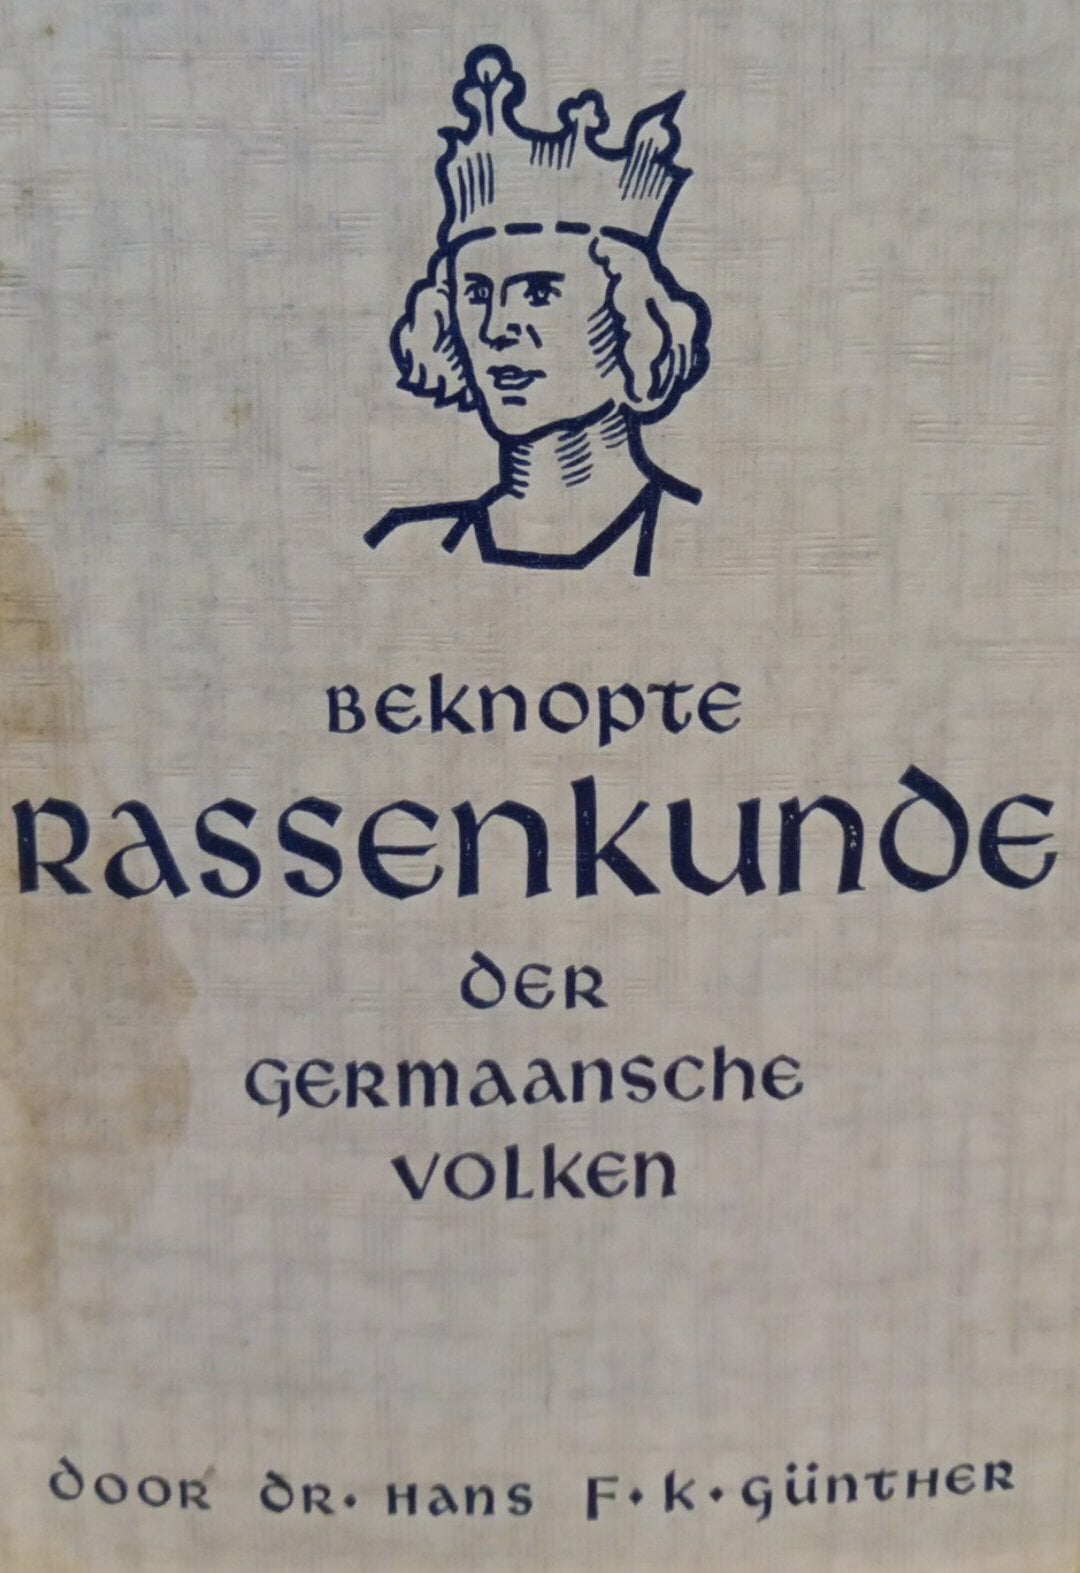 BEKNOPTE
RASSENKUNDE
DER
GERMAANSCHE
VOLKEN
DOOR DR. HANS F. K. GÜNTHER